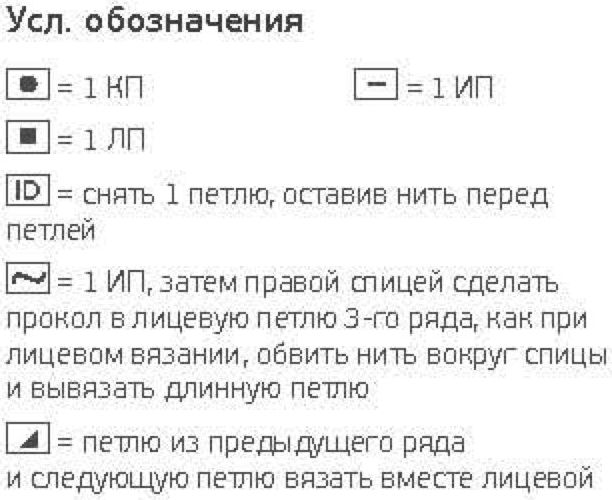 Усл. обозначения
= 1 КП = 1 ИП
= 1 ЛП
ID = снять 1 петлю, оставив нить перед
петлей
= 1 ИП, затем правой спицей сделать
прокол в лицевую петлю 3-го ряда, как при
лицевом вязании, обвить нить вокруг спицы
и вывязать длинную петлю
= петлю из предыдущего ряда
и следующую петлю вязать вместе лицевой